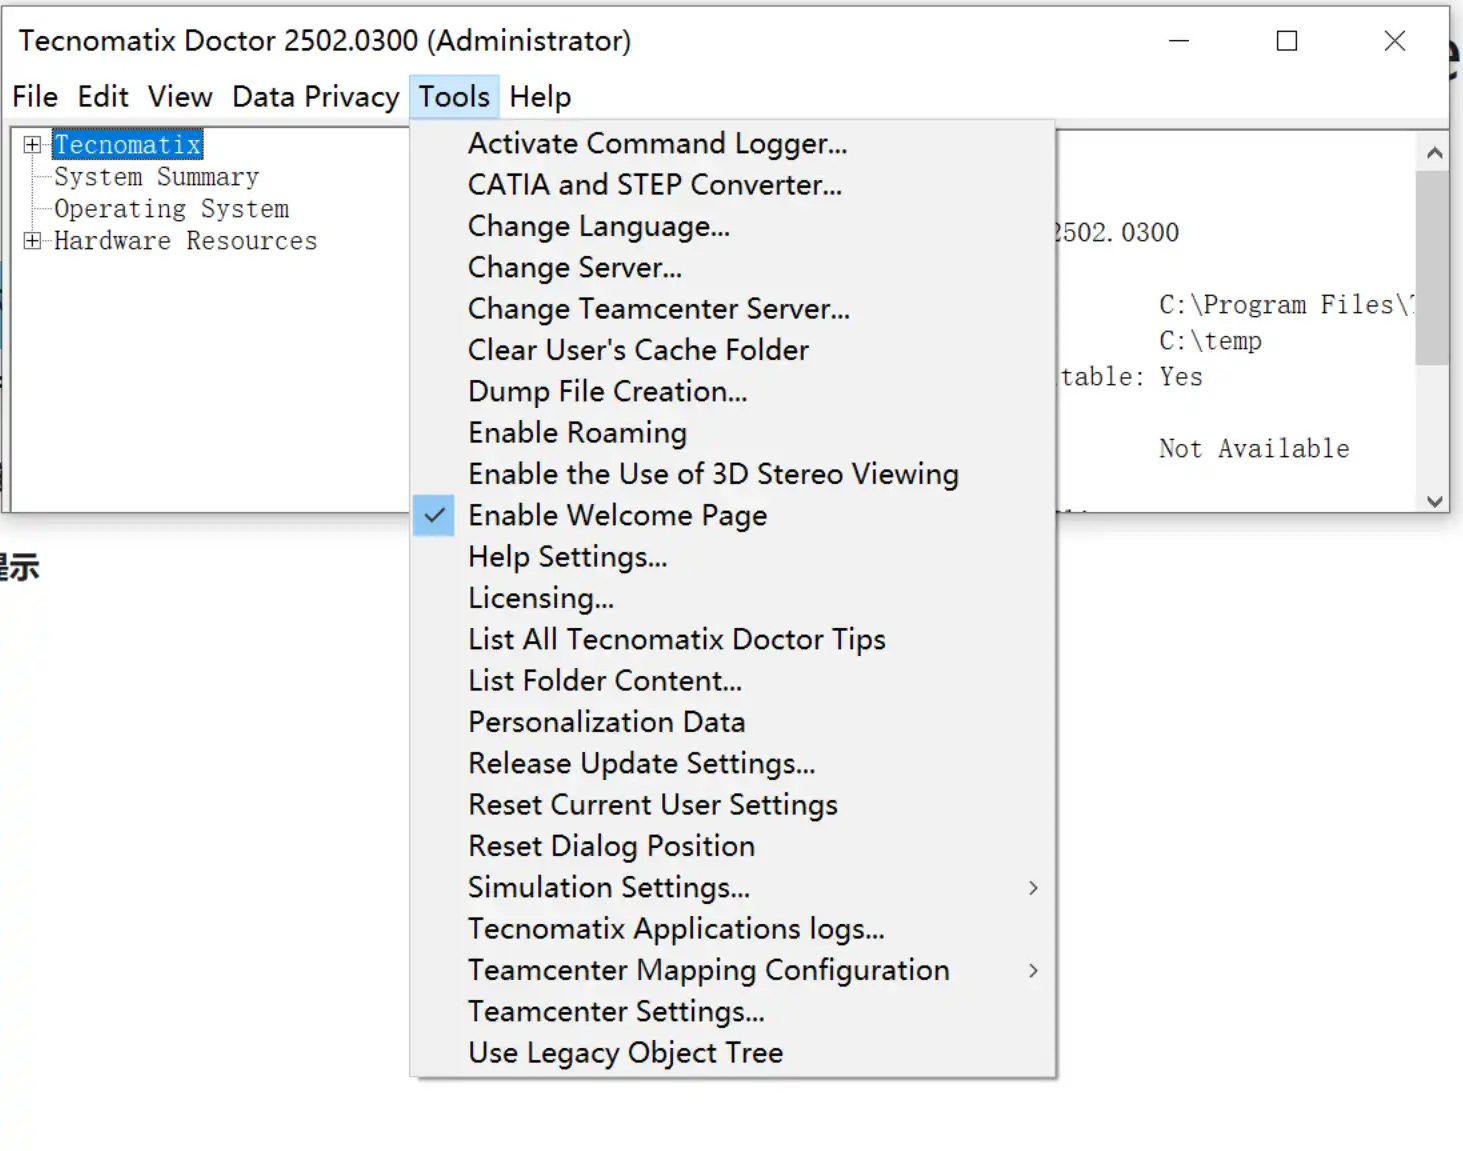 Tecnomatix Doctor 2502.0300 (Administrator)
File Edit View Data Privacy Tools Help
Tecnomatix
System Summary
Operating System
Hardware Resources
Activate Command Logger...
CATIA and STEP Converter...
Change Language...
Change Server...
Change Teamcenter Server...
Clear User's Cache Folder
Dump File Creation...
Enable Roaming
Enable the Use of 3D Stereo Viewing
Enable Welcome Page
Help Settings...
Licensing...
List All Tecnomatix Doctor Tips
List Folder Content...
Personalization Data
Release Update Settings...
Reset Current User Settings
Reset Dialog Position
Simulation Settings...
Tecnomatix Applications logs...
Teamcenter Mapping Configuration
Teamcenter Settings...
Use Legacy Object Tree
2502.0300
C:\Program Files\
C:\temp
table: Yes
Not Available
提示